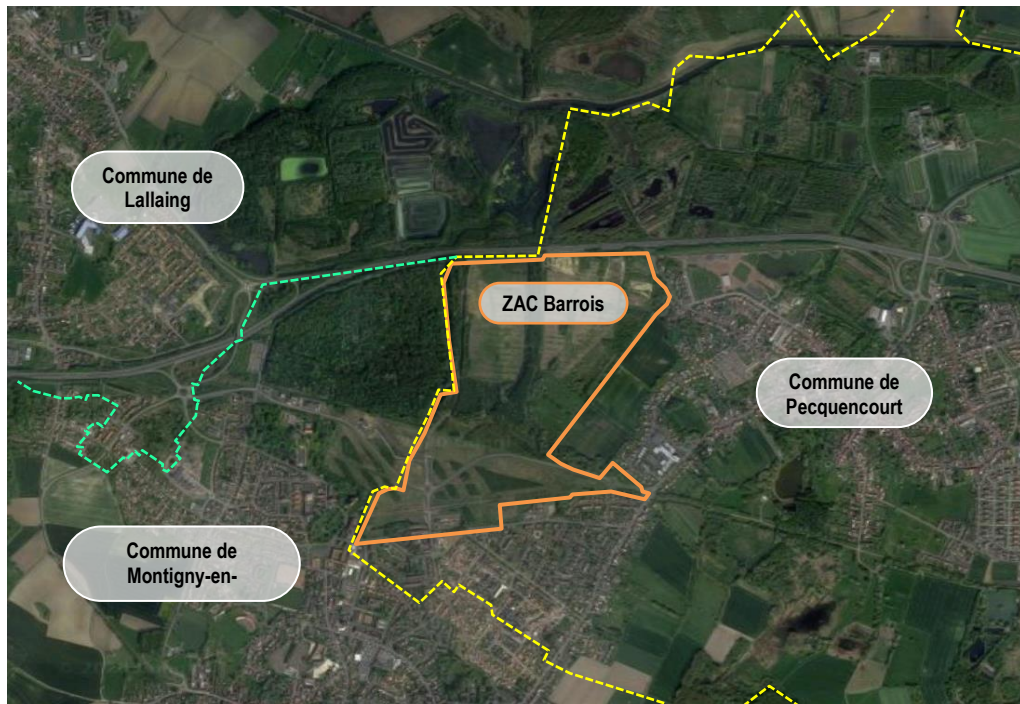 Commune de
Lallaing
ZAC Barrois
Commune de
Pecquencourt
Commune de
Montigny-en-